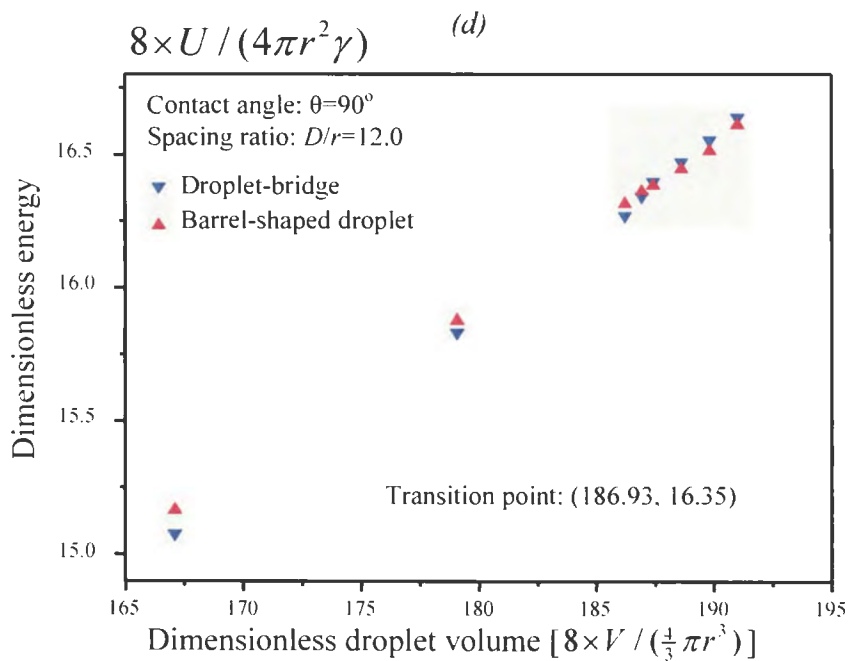 (d)
8×U / (4πr²γ)
Contact angle: θ=90°
Spacing ratio: D/r=12.0
Droplet-bridge
Barrel-shaped droplet
Dimensionless energy
16.5
16.0
15.5
15.0
Transition point: (186.93, 16.35)
165 170 175 180 185 190 195
Dimensionless droplet volume [8×V/(4/3 πr³)]